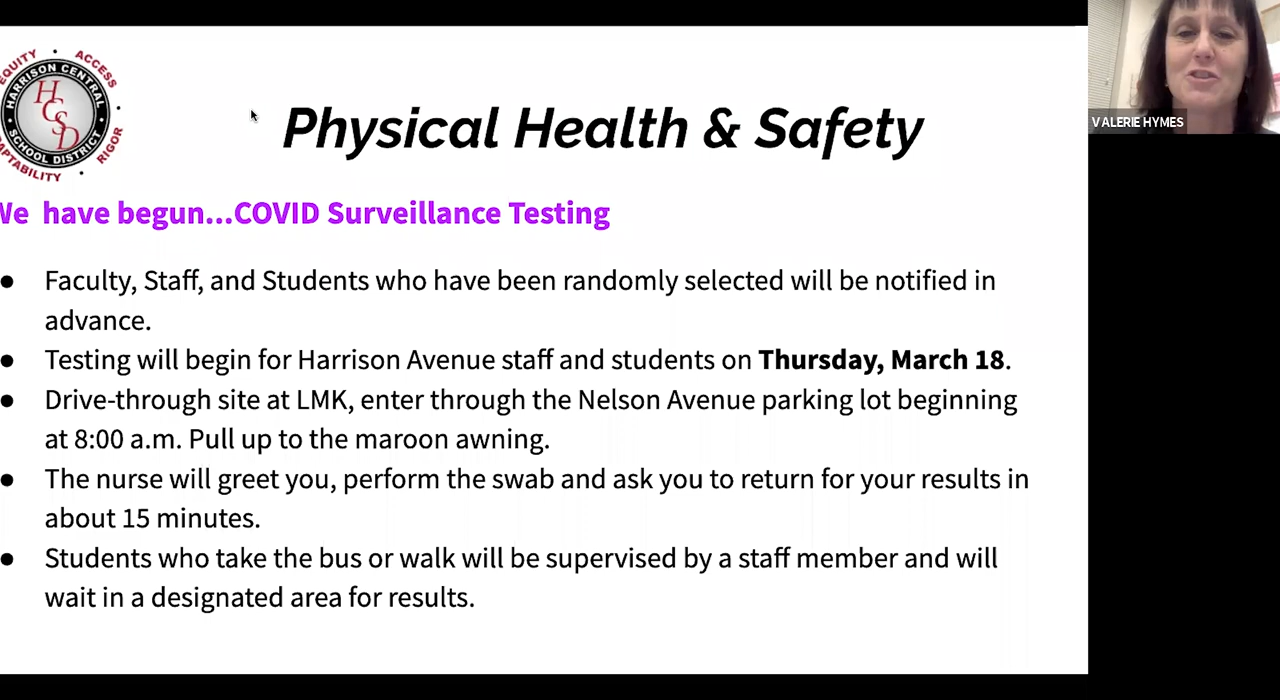 EQUITY • ACCESS
HARRISON CENTRAL
HCSD
SCHOOL DISTRICT
RIGOR
APTABILITY
Physical Health & Safety
VALERIE HYMES
We have begun...COVID Surveillance Testing
● Faculty, Staff, and Students who have been randomly selected will be notified in
advance.
● Testing will begin for Harrison Avenue staff and students on Thursday, March 18.
● Drive-through site at LMK, enter through the Nelson Avenue parking lot beginning
at 8:00 a.m. Pull up to the maroon awning.
● The nurse will greet you, perform the swab and ask you to return for your results in
about 15 minutes.
● Students who take the bus or walk will be supervised by a staff member and will
wait in a designated area for results.